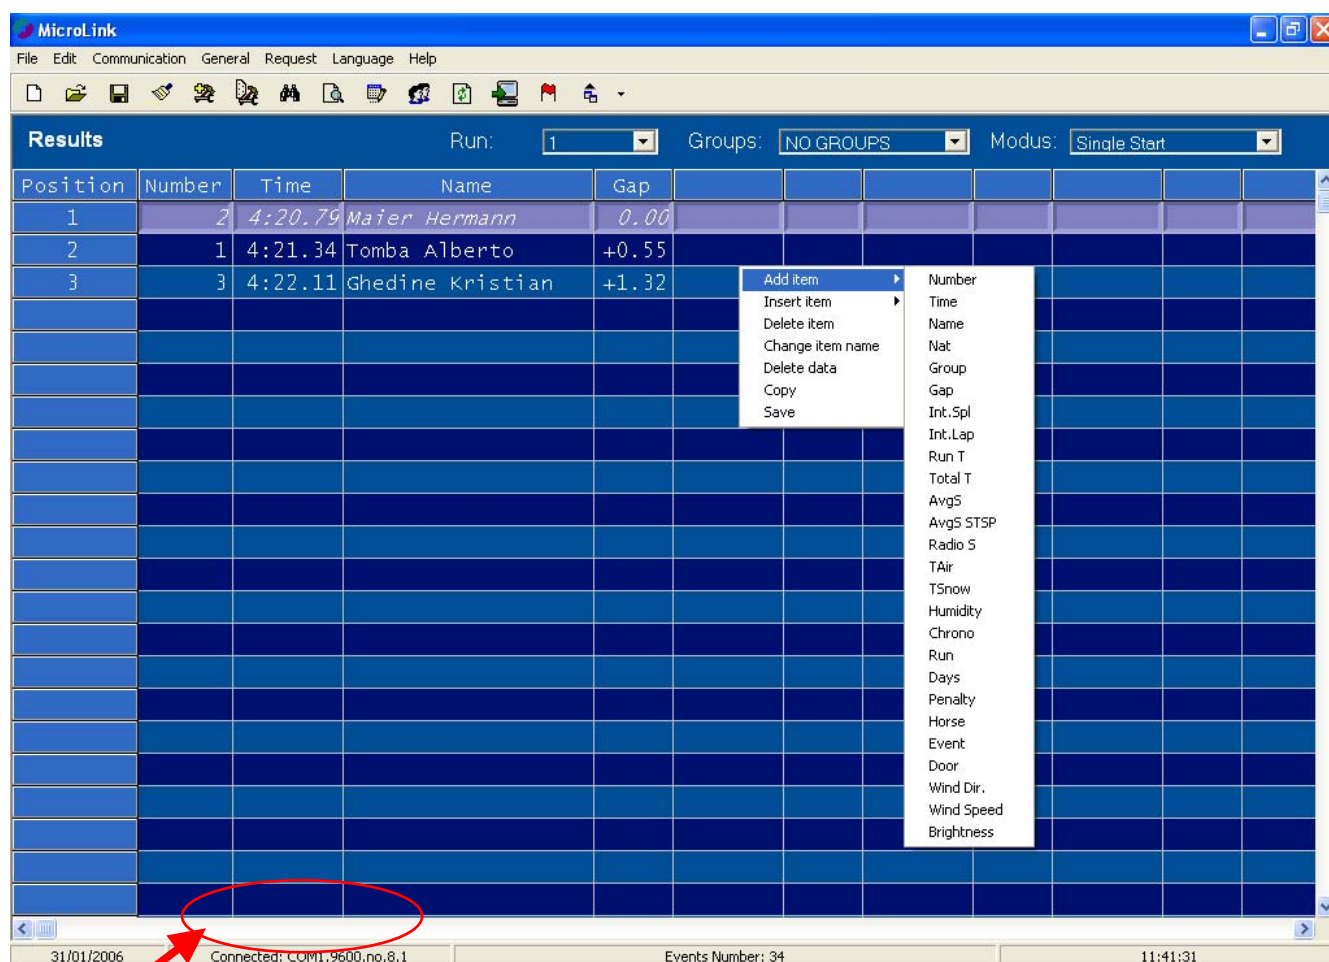 MicroLink
File Edit Communication General Request Language Help
Results Run: 1 Groups: NO GROUPS Modus: Single Start
Position Number Time Name Gap
1 2 4:20.79 Maier Hermann 0.00
2 1 4:21.34 Tomba Alberto +0.55
3 3 4:22.11 Ghedine Kristian +1.32
Add item
Insert item
Delete item
Change item name
Delete data
Copy
Save
Number
Time
Name
Nat
Group
Gap
Int.Spl
Int.Lap
Run T
Total T
AvgS
AvgS STSP
Radio S
TAir
TSnow
Humidity
Chrono
Run
Days
Penalty
Horse
Event
Door
Wind Dir.
Wind Speed
Brightness
31/01/2006 Connected: COM1,9600,no,8,1 Events Number: 34 11:41:31